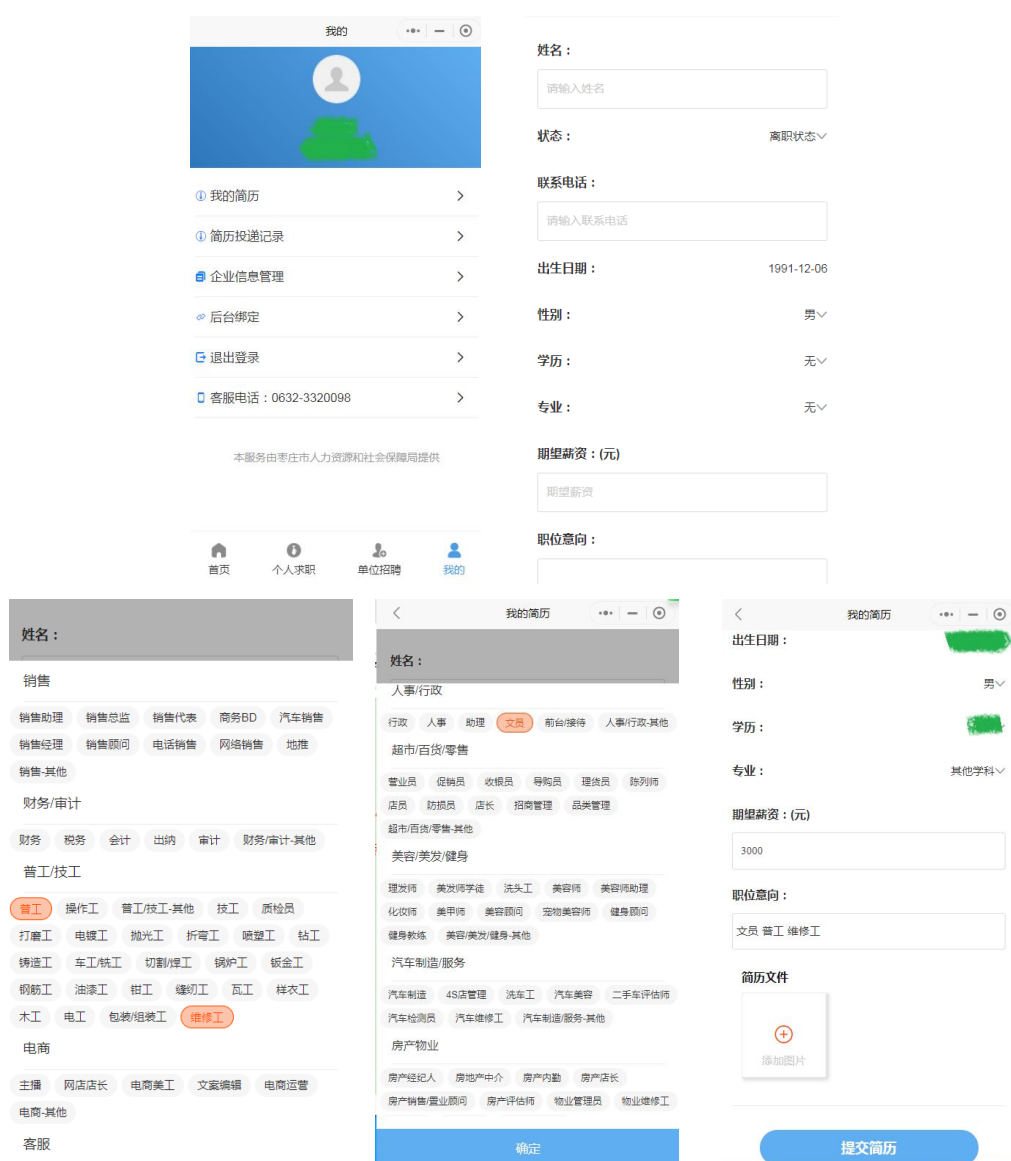 我的
我的简历
简历投递记录
企业信息管理
后台绑定
退出登录
客服电话：0632-3320098
本服务由枣庄市人力资源和社会保障局提供
首页 个人求职 单位招聘 我的
姓名：
请输入姓名
状态： 离职状态
联系电话：
请输入联系电话
出生日期： 1991-12-06
性别： 男
学历： 无
专业： 无
期望薪资：(元)
期望薪资
职位意向：
姓名：
销售
销售助理 销售总监 销售代表 商务BD 汽车销售
销售经理 销售顾问 电话销售 网络销售 地推
销售-其他
财务/审计
财务 税务 会计 出纳 审计 财务/审计-其他
普工/技工
普工 操作工 普工/技工-其他 技工 质检员
打磨工 电镀工 抛光工 折弯工 喷塑工 钻工
铸造工 车工/铣工 切割/焊工 锅炉工 钣金工
钢筋工 油漆工 钳工 缝纫工 瓦工 样衣工
木工 电工 包装/组装工 维修工
电商
主播 网店店长 电商美工 文案编辑 电商运营
电商-其他
客服
我的简历
姓名：
人事/行政
行政 人事 助理 文员 前台/接待 人事/行政-其他
超市/百货/零售
营业员 促销员 收银员 导购员 理货员 陈列师
店员 防损员 店长 招商管理 品类管理
超市/百货/零售-其他
美容/美发/健身
理发师 美发师学徒 洗头工 美容师 美容师助理
化妆师 美甲师 美容顾问 宠物美容师 健身顾问
健身教练 美容/美发/健身-其他
汽车制造/服务
汽车制造 4S店管理 洗车工 汽车美容 二手车评估师
汽车检测员 汽车维修工 汽车制造/服务-其他
房产物业
房产经纪人 房地产中介 房产内勤 房产店长
房产销售/置业顾问 房产评估师 物业管理员 物业维修工
确定
我的简历
出生日期：
性别： 男
学历：
专业： 其他学科
期望薪资：(元)
3000
职位意向：
文员 普工 维修工
简历文件
添加图片
提交简历